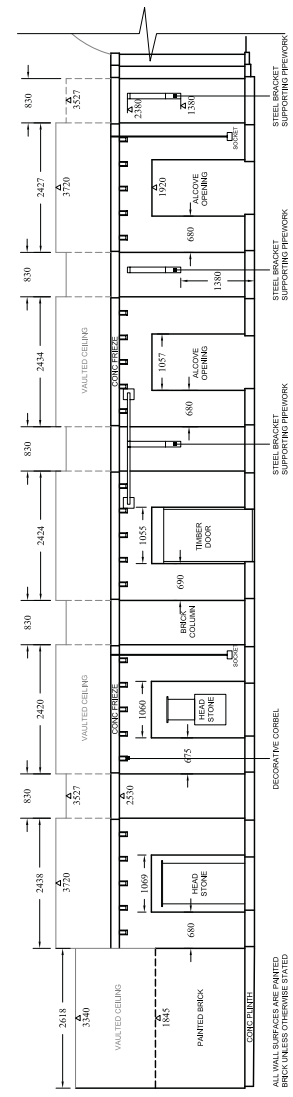 2618
2438
830
2420
830
2424
830
2434
830
2427
830
3340
3720
3527
3720
3527
VAULTED CEILING
VAULTED CEILING
VAULTED CEILING
CONC FRIEZE
CONC FRIEZE
2530
2380
1845
1069
1060
1055
1057
1920
1380
PAINTED BRICK
680
HEAD
STONE
675
HEAD
STONE
BRICK
COLUMN
690
TIMBER
DOOR
680
ALCOVE
OPENING
1380
680
ALCOVE
OPENING
SOCKET
SOCKET
CONC PLINTH
ALL WALL SURFACES ARE PAINTED
BRICK UNLESS OTHERWISE STATED
DECORATIVE CORBEL
STEEL BRACKET
SUPPORTING PIPEWORK
STEEL BRACKET
SUPPORTING PIPEWORK
STEEL BRACKET
SUPPORTING PIPEWORK